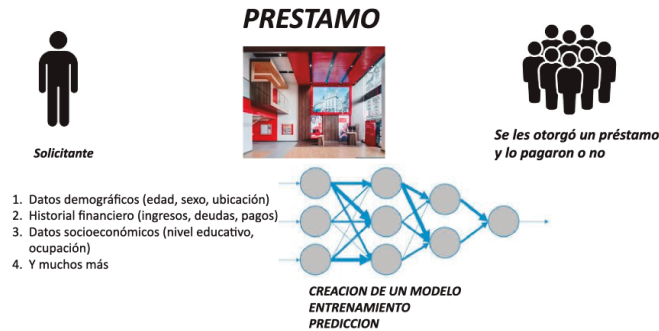 PRESTAMO
Solicitante
Se les otorgó un préstamo
y lo pagaron o no
1. Datos demográficos (edad, sexo, ubicación)
2. Historial financiero (ingresos, deudas, pagos)
3. Datos socioeconómicos (nivel educativo,
ocupación)
4. Y muchos más
CREACION DE UN MODELO
ENTRENAMIENTO
PREDICCION